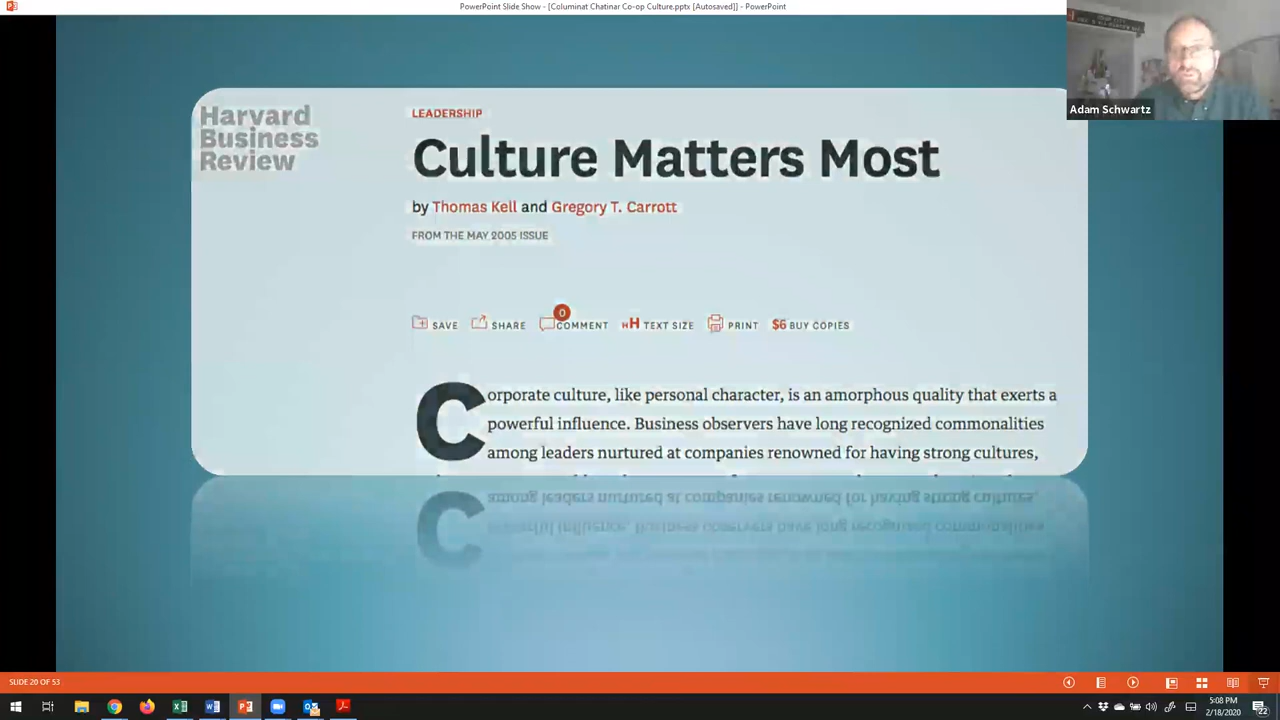 PowerPoint Slide Show - [Columinat Chatinar Co-op Culture.pptx [Autosaved]] - PowerPoint
Adam Schwartz
Harvard
Business
Review
LEADERSHIP
Culture Matters Most
by Thomas Kell and Gregory T. Carrott
FROM THE MAY 2005 ISSUE
SAVE SHARE 0 COMMENT HH TEXT SIZE PRINT $6 BUY COPIES
Corporate culture, like personal character, is an amorphous quality that exerts a
powerful influence. Business observers have long recognized commonalities
among leaders nurtured at companies renowned for having strong cultures,
SLIDE 20 OF 53
5:08 PM
2/18/2020
22